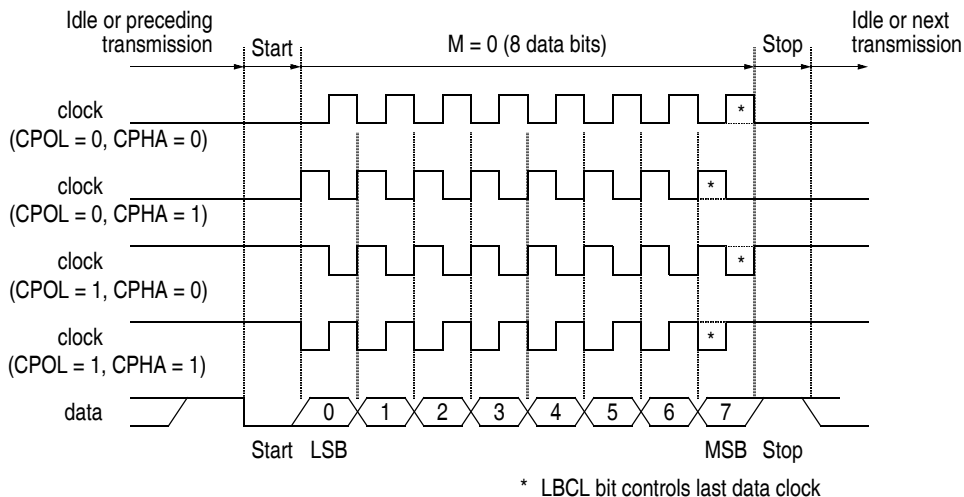 Idle or preceding
transmission
Start
M = 0 (8 data bits)
Stop
Idle or next
transmission
clock
(CPOL = 0, CPHA = 0)
*
clock
(CPOL = 0, CPHA = 1)
*
clock
(CPOL = 1, CPHA = 0)
*
clock
(CPOL = 1, CPHA = 1)
*
data
0 1 2 3 4 5 6 7
Start LSB MSB Stop
* LBCL bit controls last data clock